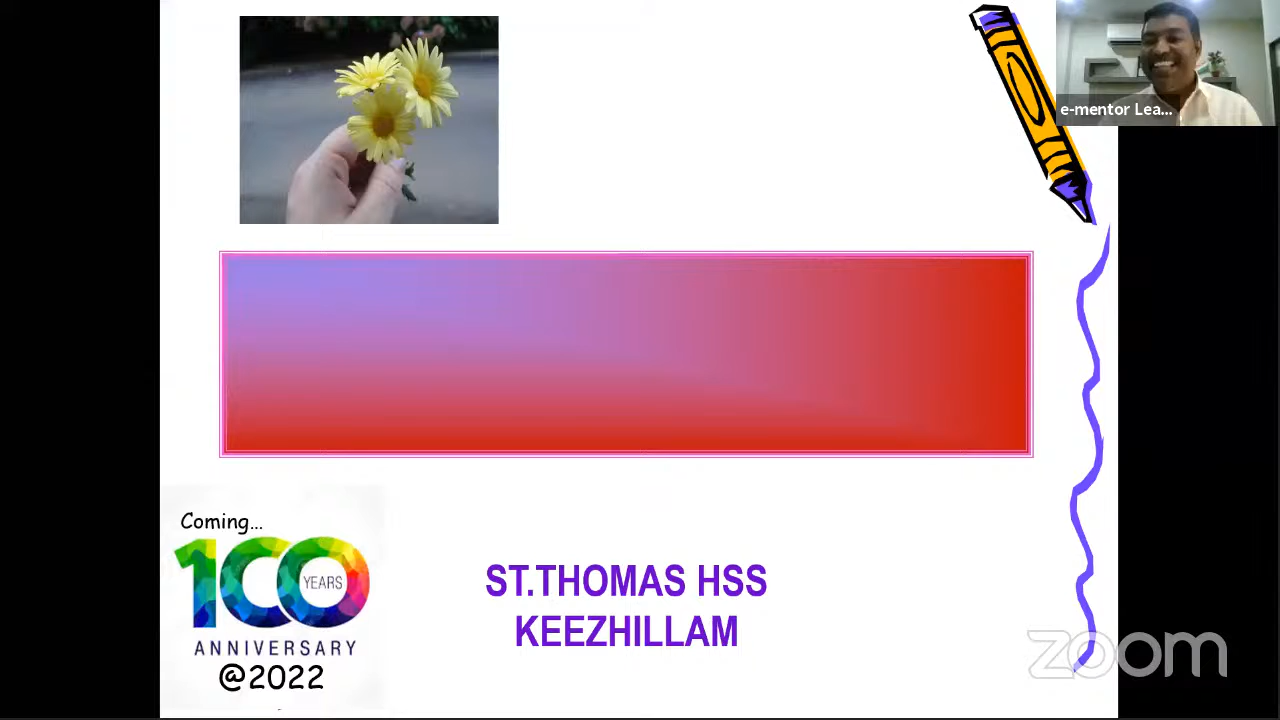 e-mentor Lea...
Coming...
100
YEARS
ANNIVERSARY
@2022
ST.THOMAS HSS
KEEZHILLAM
zoom